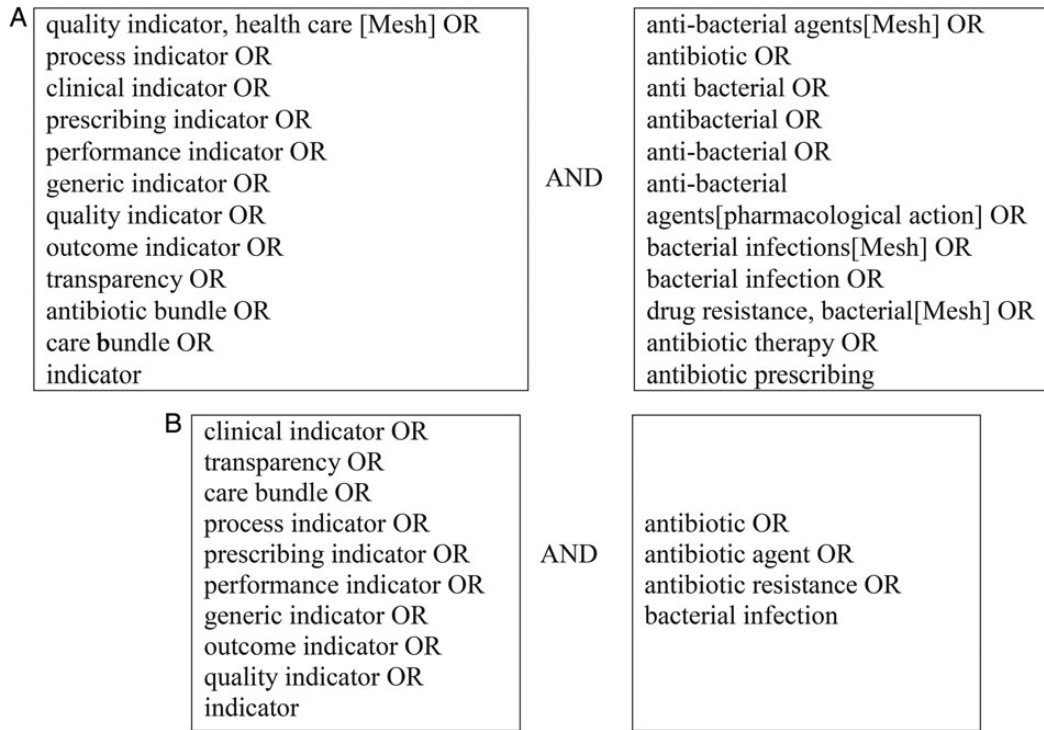 A
quality indicator, health care [Mesh] OR
process indicator OR
clinical indicator OR
prescribing indicator OR
performance indicator OR
generic indicator OR
quality indicator OR
outcome indicator OR
transparency OR
antibiotic bundle OR
care bundle OR
indicator
AND
anti-bacterial agents[Mesh] OR
antibiotic OR
anti bacterial OR
antibacterial OR
anti-bacterial OR
anti-bacterial
agents[pharmacological action] OR
bacterial infections[Mesh] OR
bacterial infection OR
drug resistance, bacterial[Mesh] OR
antibiotic therapy OR
antibiotic prescribing
B
clinical indicator OR
transparency OR
care bundle OR
process indicator OR
prescribing indicator OR
performance indicator OR
generic indicator OR
outcome indicator OR
quality indicator OR
indicator
AND
antibiotic OR
antibiotic agent OR
antibiotic resistance OR
bacterial infection